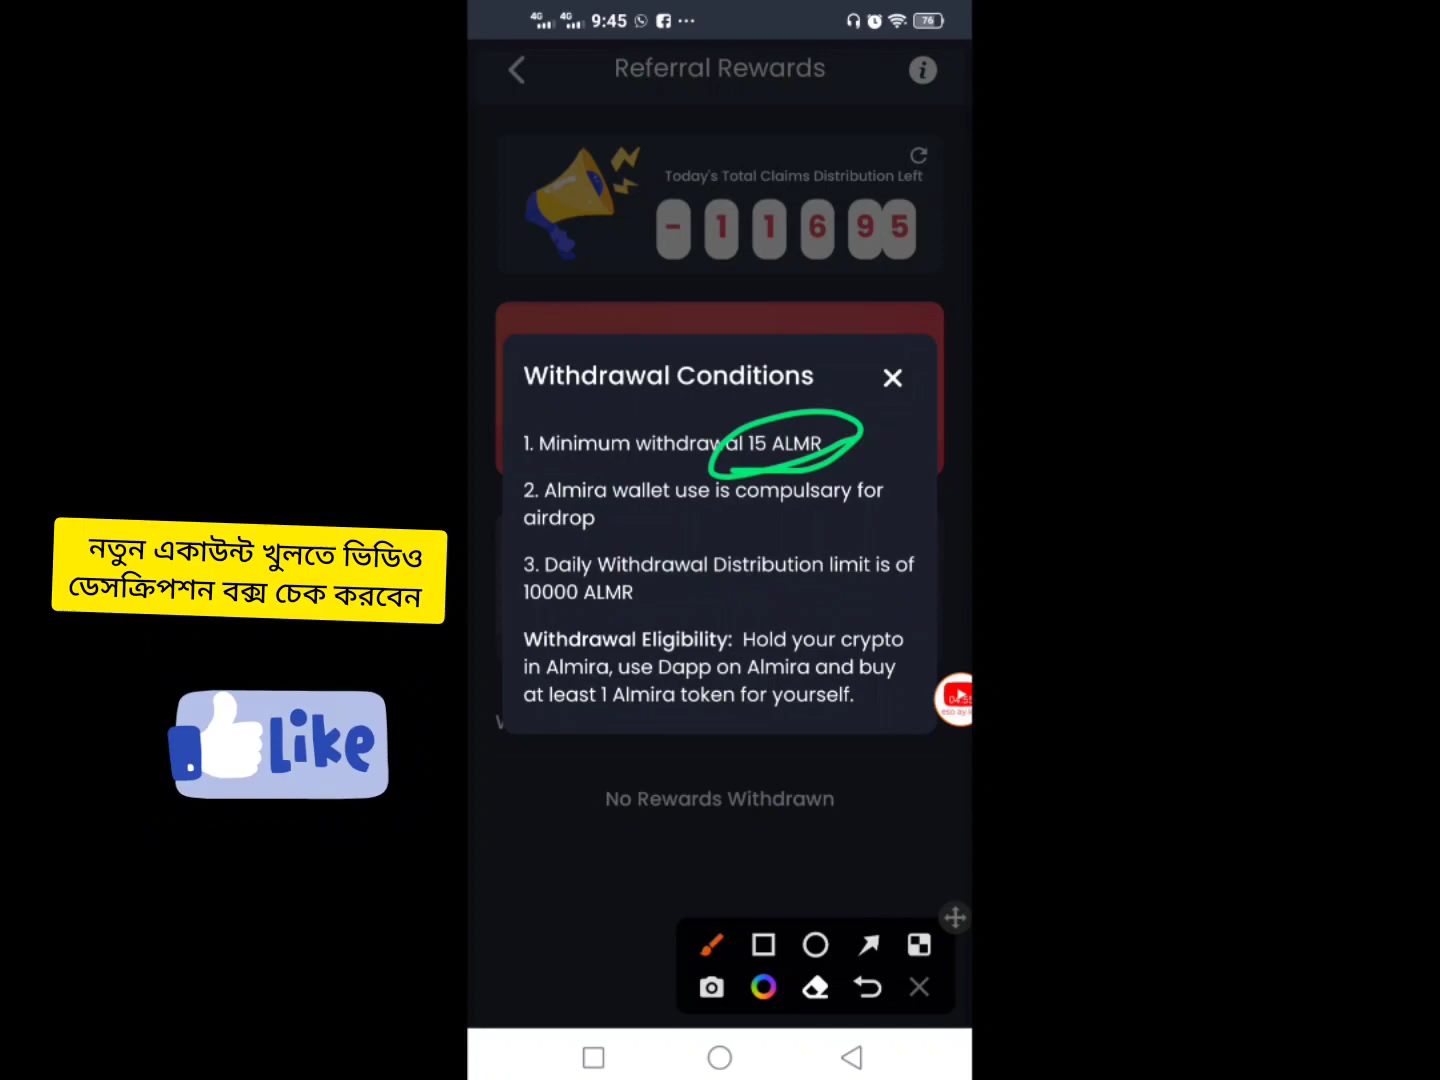 4G 4G 9:45
76
Referral Rewards
Today's Total Claims Distribution Left
- 1 1 6 9 5
Withdrawal Conditions
1. Minimum withdrawal 15 ALMR
2. Almira wallet use is compulsary for
airdrop
3. Daily Withdrawal Distribution limit is of
10000 ALMR
Withdrawal Eligibility: Hold your crypto
in Almira, use Dapp on Almira and buy
at least 1 Almira token for yourself.
No Rewards Withdrawn
নতুন একাউন্ট খুলতে ভিডিও
ডেসক্রিপশন বক্স চেক করবেন
Like